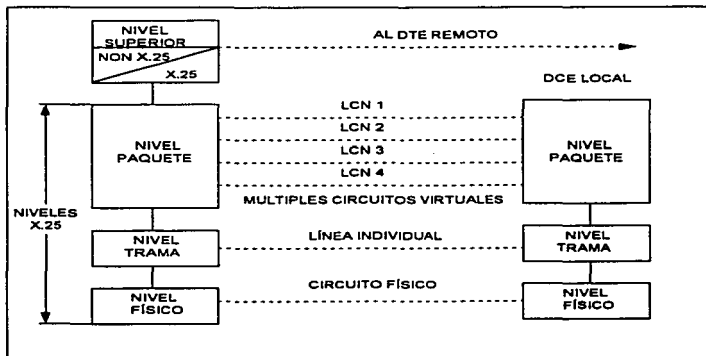 NIVEL
SUPERIOR
NON X.25
X.25
AL DTE REMOTO
DCE LOCAL
LCN 1
LCN 2
LCN 3
LCN 4
NIVEL
PAQUETE
NIVEL
PAQUETE
MULTIPLES CIRCUITOS VIRTUALES
NIVELES
X.25
NIVEL
TRAMA
LÍNEA INDIVIDUAL
NIVEL
TRAMA
NIVEL
FÍSICO
CIRCUITO FÍSICO
NIVEL
FÍSICO